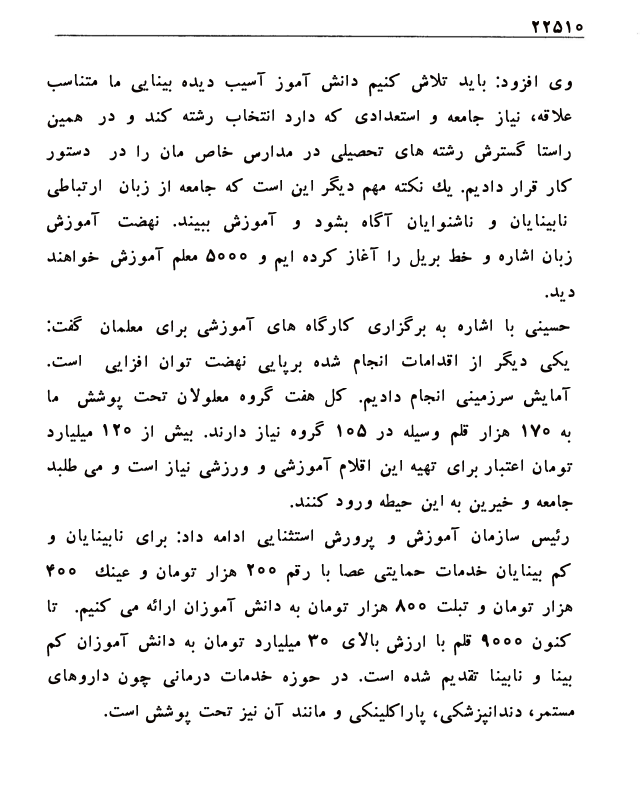 ۲۲۵۱۰
وی افزود: باید تلاش کنیم دانش آموز آسیب دیده بینایی ما متناسب
علاقه، نیاز جامعه و استعدادی که دارد انتخاب رشته کند و در همین
راستا گسترش رشته های تحصیلی در مدارس خاص مان را در دستور
کار قرار دادیم. یك نکته مهم دیگر این است که جامعه از زبان ارتباطی
نابینایان و ناشنوایان آگاه بشود و آموزش ببیند. نهضت آموزش
زبان اشاره و خط بریل را آغاز کرده ایم و ۵۰۰۰ معلم آموزش خواهند
دید.
حسینی با اشاره به برگزاری کارگاه های آموزشی برای معلمان گفت:
یکی دیگر از اقدامات انجام شده برپایی نهضت توان افزایی است.
آمایش سرزمینی انجام دادیم. کل هفت گروه معلولان تحت پوشش ما
به ۱۷۰ هزار قلم وسیله در ۱۰۵ گروه نیاز دارند. بیش از ۱۲۰ میلیارد
تومان اعتبار برای تهیه این اقلام آموزشی و ورزشی نیاز است و می طلبد
جامعه و خیرین به این حیطه ورود کنند.
رئیس سازمان آموزش و پرورش استثنایی ادامه داد: برای نابینایان و
کم بینایان خدمات حمایتی عصا با رقم ۲۰۰ هزار تومان و عینك ۴۰۰
هزار تومان و تبلت ۸۰۰ هزار تومان به دانش آموزان ارائه می کنیم. تا
کنون ۹۰۰۰ قلم با ارزش بالای ۳۰ میلیارد تومان به دانش آموزان کم
بینا و نابینا تقدیم شده است. در حوزه خدمات درمانی چون داروهای
مستمر، دندانپزشکی، پاراکلینکی و مانند آن نیز تحت پوشش است.